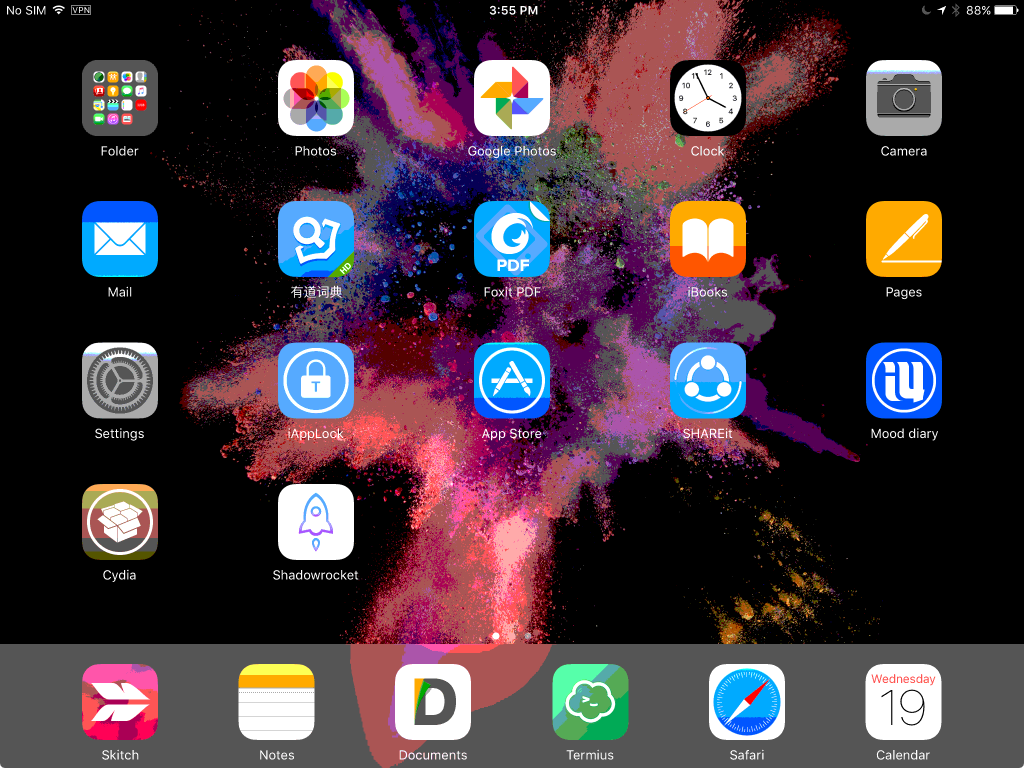 No SIM VPN 3:55 PM 88%
Folder Photos Google Photos Clock Camera
HD PDF
Mail 有道词典 Foxit PDF iBooks Pages
T
Settings iAppLock App Store SHAREit Mood diary
Cydia Shadowrocket
Wednesday
19
Skitch Notes Documents Termius Safari Calendar